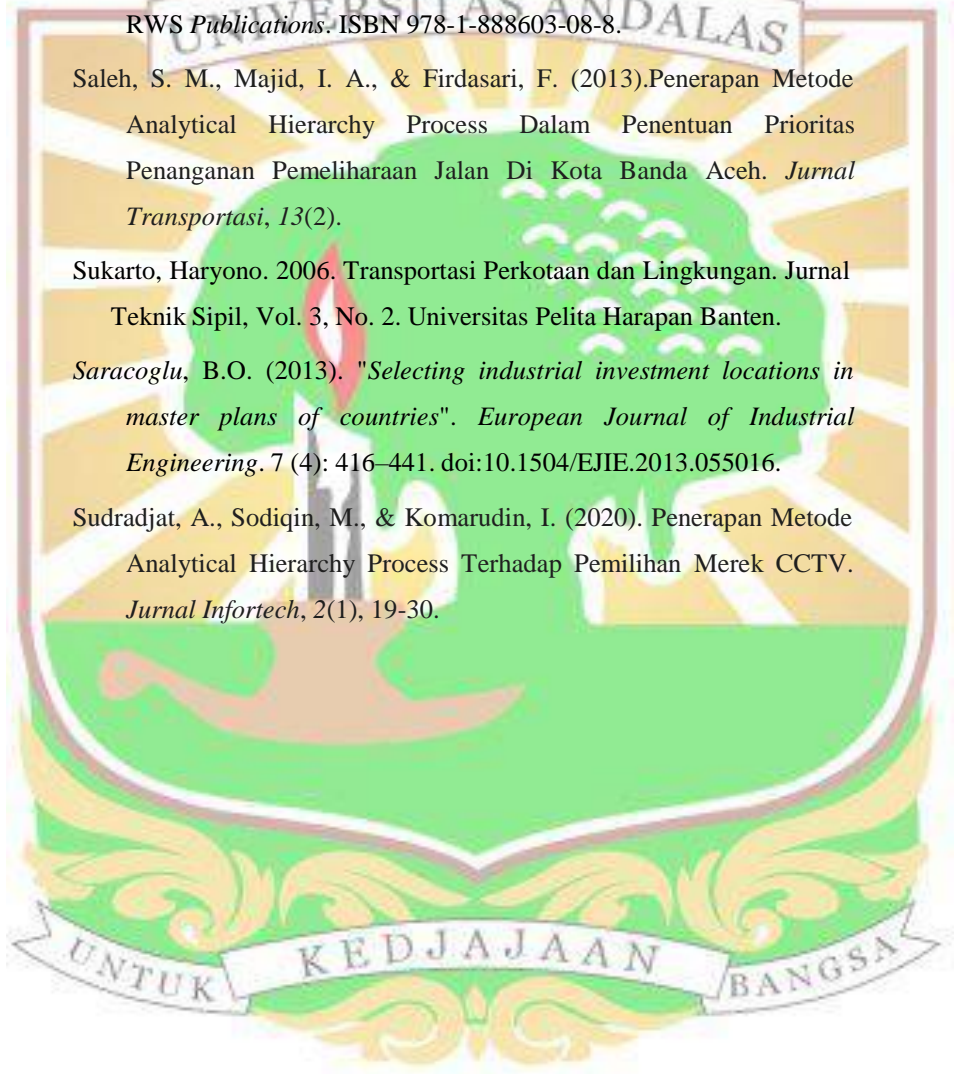 UNIVERSITAS ANDALAS
RWS Publications. ISBN 978-1-888603-08-8.
Saleh, S. M., Majid, I. A., & Firdasari, F. (2013).Penerapan Metode
Analytical Hierarchy Process Dalam Penentuan Prioritas
Penanganan Pemeliharaan Jalan Di Kota Banda Aceh. Jurnal
Transportasi, 13(2).
Sukarto, Haryono. 2006. Transportasi Perkotaan dan Lingkungan. Jurnal
Teknik Sipil, Vol. 3, No. 2. Universitas Pelita Harapan Banten.
Saracoglu, B.O. (2013). "Selecting industrial investment locations in
master plans of countries". European Journal of Industrial
Engineering. 7 (4): 416–441. doi:10.1504/EJIE.2013.055016.
Sudradjat, A., Sodiqin, M., & Komarudin, I. (2020). Penerapan Metode
Analytical Hierarchy Process Terhadap Pemilihan Merek CCTV.
Jurnal Infortech, 2(1), 19-30.
UNTUK KEDJAJAAN BANGSA